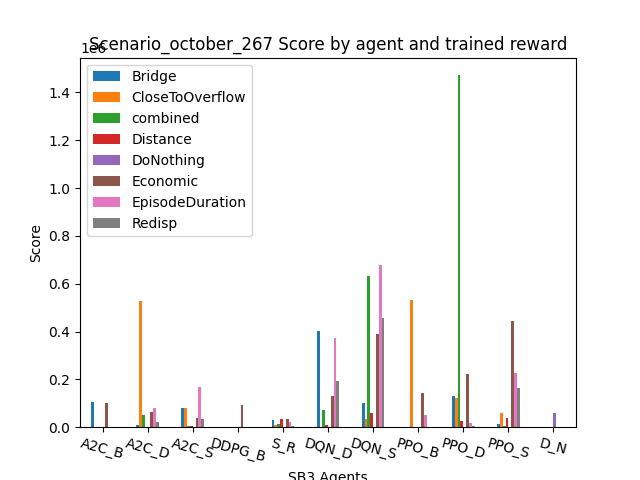 Scenario_october_267 Score by agent and trained reward
1e6
Bridge
CloseToOverflow
combined
Distance
DoNothing
Economic
EpisodeDuration
Redisp
Score
1.4
1.2
1.0
0.8
0.6
0.4
0.2
0.0
A2C_B
A2C_D
A2C_S
DDPG_B
S_R
DQN_D
DQN_S
PPO_B
PPO_D
PPO_S
D_N
SB3 Agents